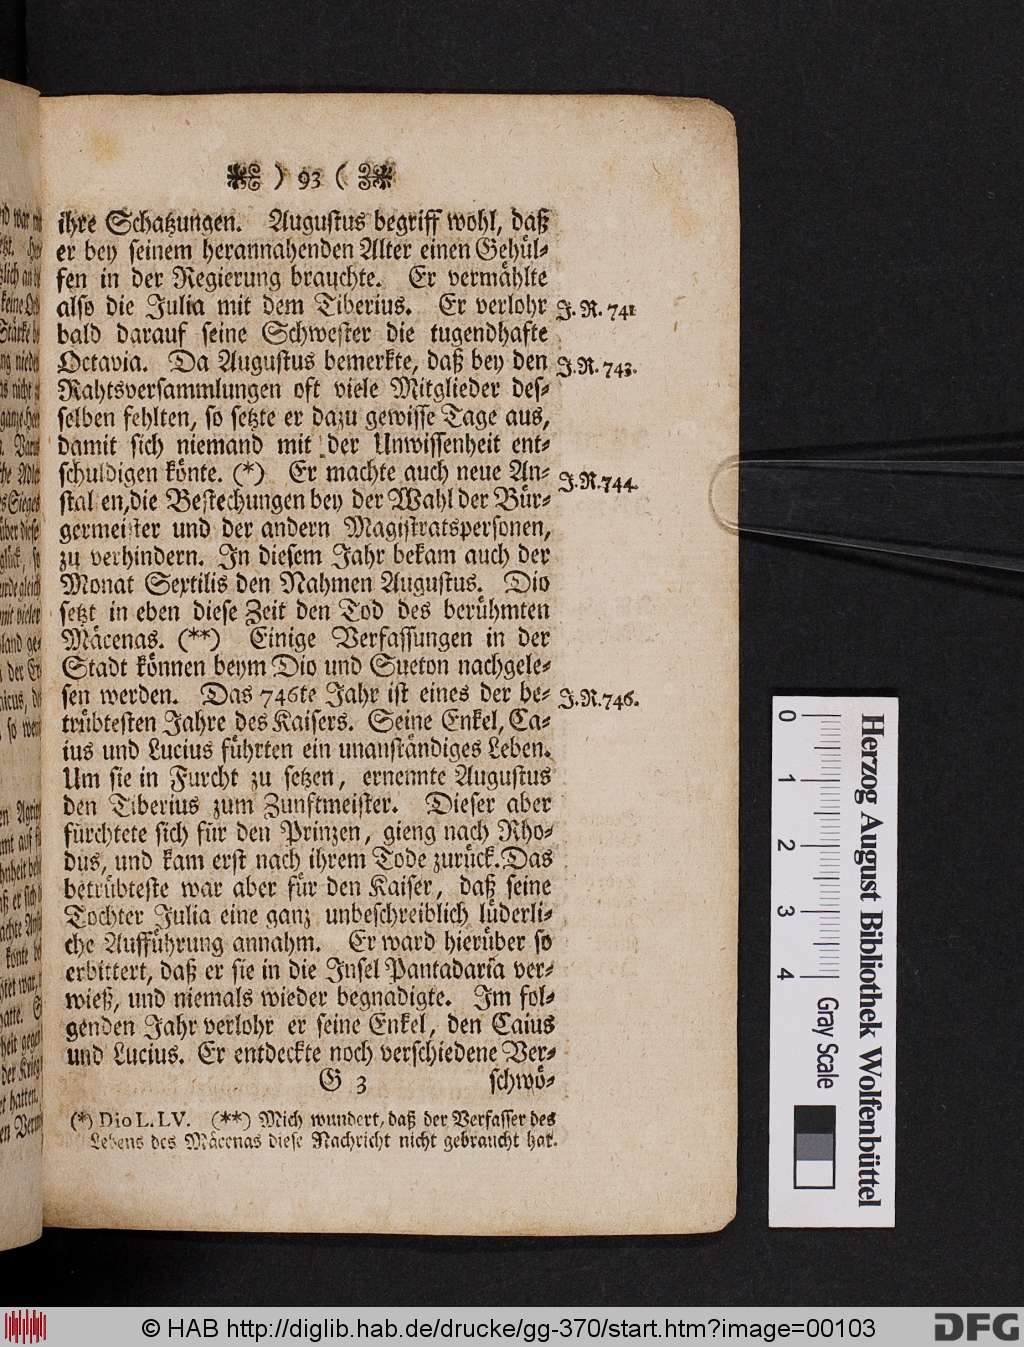 ) 93 (
ihre Schatzungen. Augustus begriff wohl, daß
er bey seinem herannahenden Alter einen Gehül-
fen in der Regierung brauchte. Er vermählte
also die Julia mit dem Tiberius. Er verlohr J. R. 741
bald darauf seine Schwester die tugendhafte
Octavia. Da Augustus bemerkte, daß bey den J. R. 743.
Rahtsversammlungen oft viele Mitglieder des-
selben fehlten, so setzte er dazu gewisse Tage aus,
damit sich niemand mit der Unwissenheit ent-
schuldigen könte. (*) Er machte auch neue An- J. R. 744.
stal en, die Bestechungen bey der Wahl der Bür-
germeister und der andern Magistratspersonen,
zu verhindern. In diesem Jahr bekam auch der
Monat Sextilis den Nahmen Augustus. Dio
setzt in eben diese Zeit den Tod des berühmten
Mäcenas. (**) Einige Verfassungen in der
Stadt können beym Dio und Sueton nachgele-
sen werden. Das 746te Jahr ist eines der be- J. R. 746.
trübtesten Jahre des Kaisers. Seine Enkel, Ca-
ius und Lucius führten ein unanständiges Leben.
Um sie in Furcht zu setzen, ernennte Augustus
den Tiberius zum Zunftmeister. Dieser aber
fürchtete sich für den Prinzen, gieng nach Rho-
dus, und kam erst nach ihrem Tode zurück. Das
betrübteste war aber für den Kaiser, daß seine
Tochter Julia eine ganz unbeschreiblich lüderli-
che Aufführung annahm. Er ward hierüber so
erbittert, daß er sie in die Insel Pantadaria ver-
wieß, und niemals wieder begnadigte. Im fol-
genden Jahr verlohr er seine Enkel, den Caius
und Lucius. Er entdeckte noch verschiedene Ver-
G 3 schwö-
(*) Dio L. LV. (**) Mich wundert, daß der Verfasser des
Lebens des Mäcenas diese Nachricht nicht gebraucht hat.
Herzog August Bibliothek Wolfenbüttel
0 1 2 3 4 Gray Scale
© HAB http://diglib.hab.de/drucke/gg-370/start.htm?image=00103
DFG